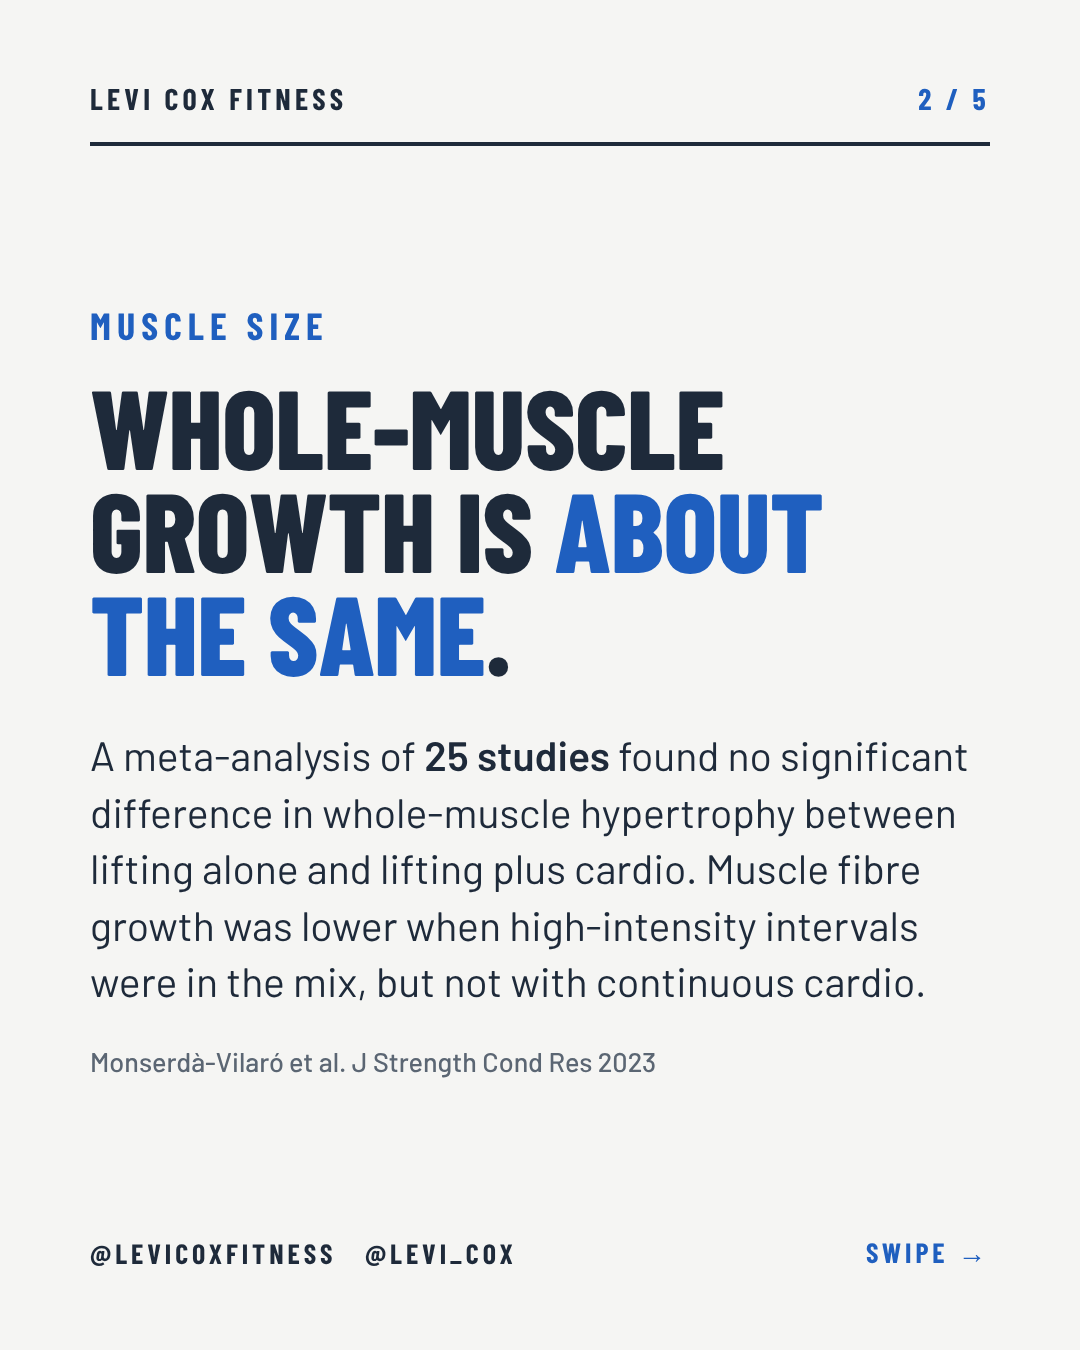 LEVI COX FITNESS
2 / 5
MUSCLE SIZE
WHOLE-MUSCLE
GROWTH IS ABOUT
THE SAME.
A meta-analysis of 25 studies found no significant
difference in whole-muscle hypertrophy between
lifting alone and lifting plus cardio. Muscle fibre
growth was lower when high-intensity intervals
were in the mix, but not with continuous cardio.
Monserdà-Vilaró et al. J Strength Cond Res 2023
@LEVICOXFITNESS @LEVI_COX
SWIPE →